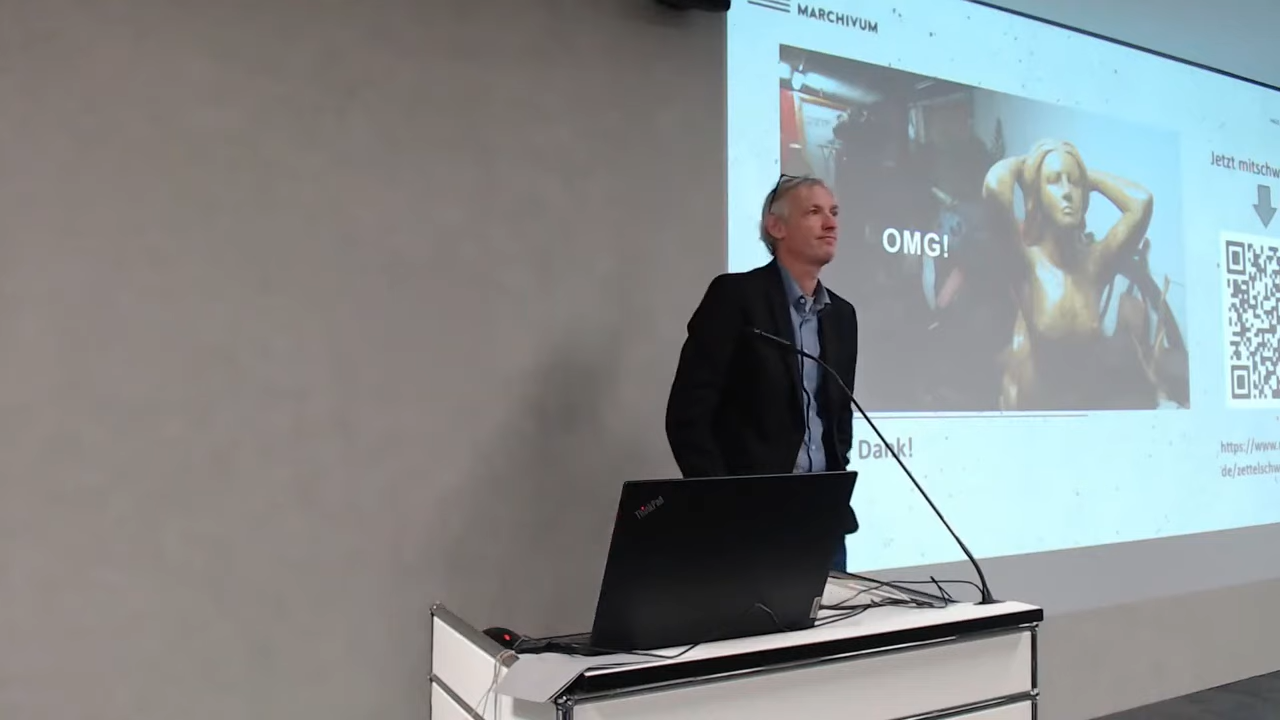 MARCHIVUM
Jetzt mitschw
OMG!
Dank!
https://www.
de/zettelschw
ThinkPad